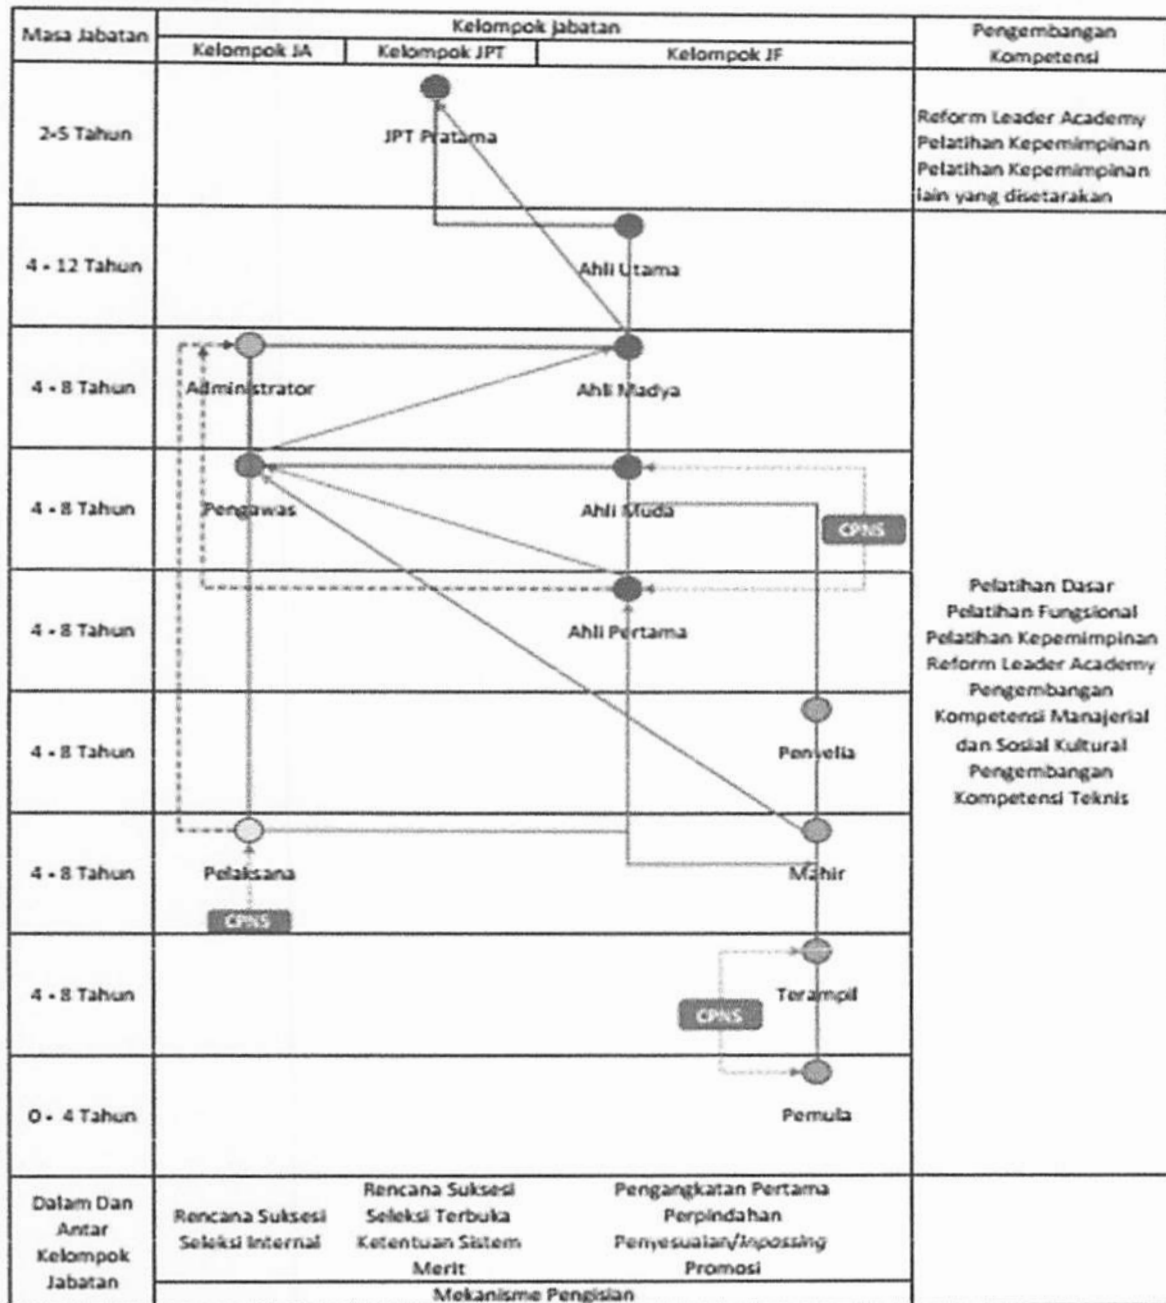 Masa Jabatan
Kelompok Jabatan
Pengembangan
Kompetensi
Kelompok JA
Kelompok JPT
Kelompok JF
2-5 Tahun
JPT Pratama
Reform Leader Academy
Pelatihan Kepemimpinan
Pelatihan Kepemimpinan
lain yang disetarakan
4 - 12 Tahun
Ahli Utama
4 - 8 Tahun
Administrator
Ahli Madya
4 - 8 Tahun
Pengawas
Ahli Muda
CPNS
4 - 8 Tahun
Ahli Pertama
Pelatihan Dasar
Pelatihan Fungsional
Pelatihan Kepemimpinan
Reform Leader Academy
Pengembangan
Kompetensi Manajerial
dan Sosial Kultural
Pengembangan
Kompetensi Teknis
4 - 8 Tahun
Penyelia
4 - 8 Tahun
Pelaksana
Mahir
CPNS
4 - 8 Tahun
Terampil
CPNS
0 - 4 Tahun
Pemula
Dalam Dan
Antar
Kelompok
Jabatan
Rencana Suksesi
Seleksi Internal
Rencana Suksesi
Seleksi Terbuka
Ketentuan Sistem
Merit
Pengangkatan Pertama
Perpindahan
Penyesuaian/Inpassing
Promosi
Mekanisme Pengisian